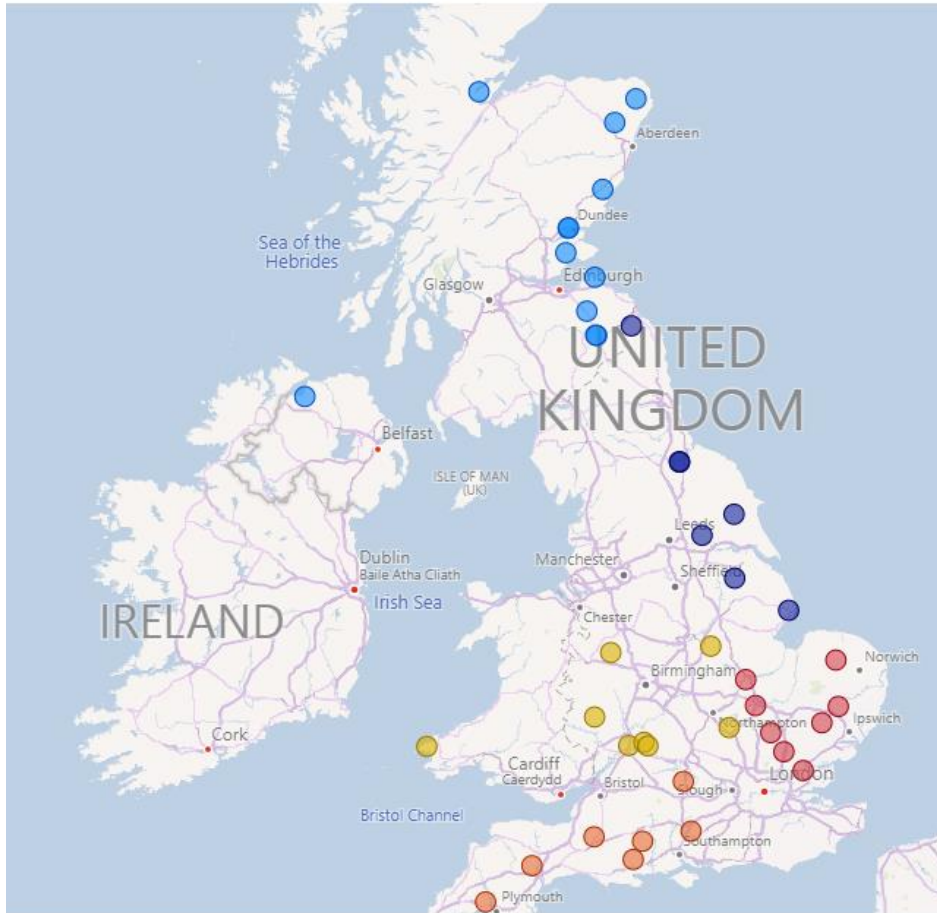 Aberdeen
Dundee
Sea of the
Hebrides
Edinburgh
Glasgow
UNITED
KINGDOM
Belfast
ISLE OF MAN
(UK)
Leeds
Dublin
Baile Atha Cliath
Manchester
Sheffield
Irish Sea
IRELAND
Chester
Norwich
Birmingham
Northampton
Ipswich
Cork
Cardiff
Caerdydd
London
Bristol
Slough
Bristol Channel
Southampton
Plymouth